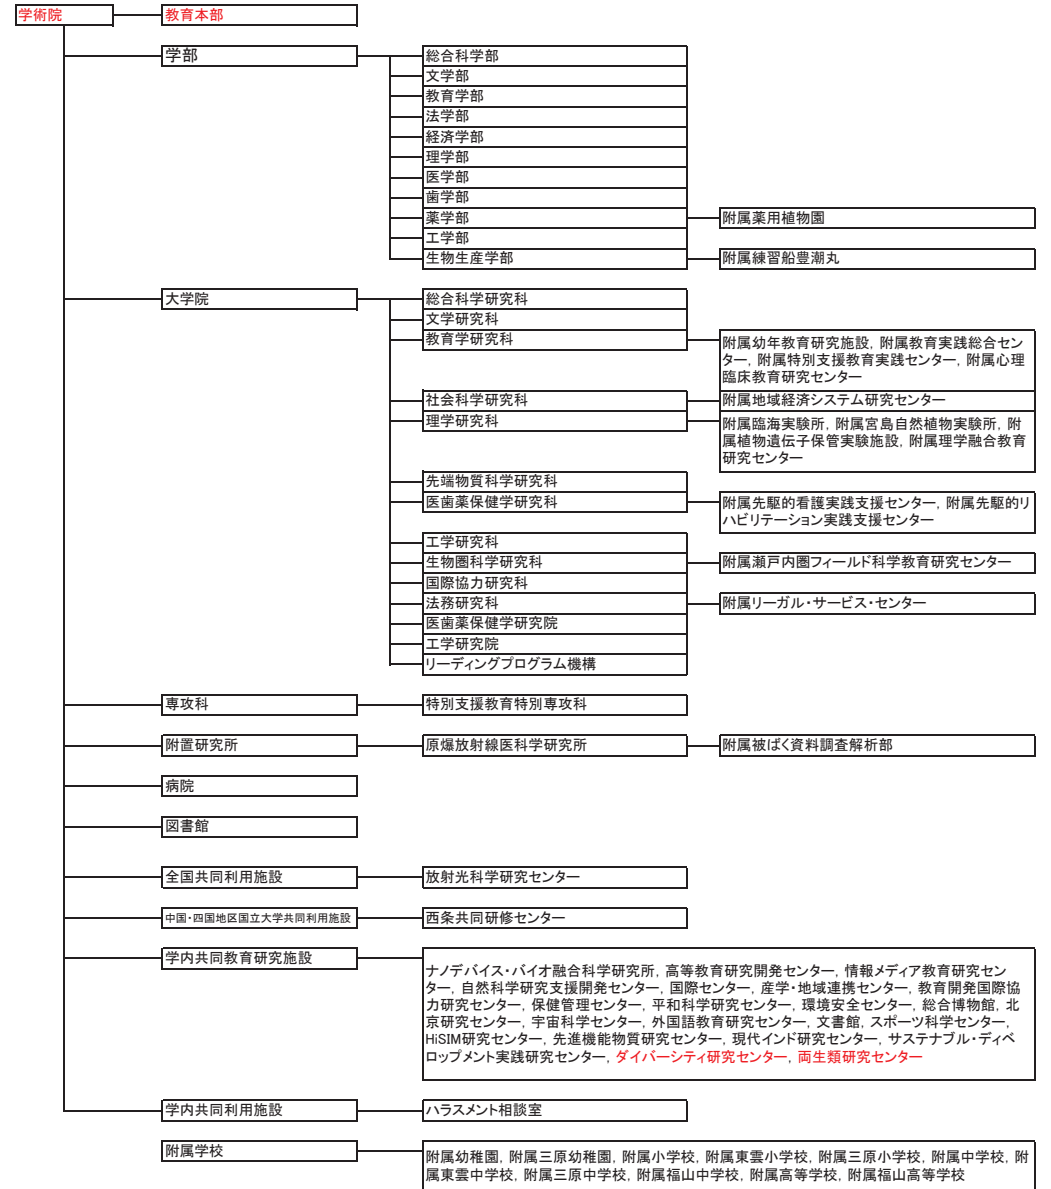 学術院
教育本部
学部
総合科学部
文学部
教育学部
法学部
経済学部
理学部
医学部
歯学部
薬学部
附属薬用植物園
工学部
生物生産学部
附属練習船豊潮丸
大学院
総合科学研究科
文学研究科
教育学研究科
附属幼年教育研究施設, 附属教育実践総合セン
ター, 附属特別支援教育実践センター, 附属心理
臨床教育研究センター
社会科学研究科
附属地域経済システム研究センター
理学研究科
附属臨海実験所, 附属宮島自然植物実験所, 附
属植物遺伝子保管実験施設, 附属理学融合教育
研究センター
先端物質科学研究科
医歯薬保健学研究科
附属先駆的看護実践支援センター, 附属先駆的リ
ハビリテーション実践支援センター
工学研究科
生物圏科学研究科
附属瀬戸内圏フィールド科学教育研究センター
国際協力研究科
法務研究科
附属リーガル・サービス・センター
医歯薬保健学研究院
工学研究院
リーディングプログラム機構
専攻科
特別支援教育特別専攻科
附置研究所
原爆放射線医科学研究所
附属被ばく資料調査解析部
病院
図書館
全国共同利用施設
放射光科学研究センター
中国・四国地区国立大学共同利用施設
西条共同研修センター
学内共同教育研究施設
ナノデバイス・バイオ融合科学研究所, 高等教育研究開発センター, 情報メディア教育研究セン
ター, 自然科学研究支援開発センター, 国際センター, 産学・地域連携センター, 教育開発国際協
力研究センター, 保健管理センター, 平和科学研究センター, 環境安全センター, 総合博物館, 北
京研究センター, 宇宙科学センター, 外国語教育研究センター, 文書館, スポーツ科学センター,
HiSIM研究センター, 先進機能物質研究センター, 現代インド研究センター, サステナブル・ディベ
ロップメント実践研究センター, ダイバーシティ研究センター, 両生類研究センター
学内共同利用施設
ハラスメント相談室
附属学校
附属幼稚園, 附属三原幼稚園, 附属小学校, 附属東雲小学校, 附属三原小学校, 附属中学校, 附
属東雲中学校, 附属三原中学校, 附属福山中学校, 附属高等学校, 附属福山高等学校